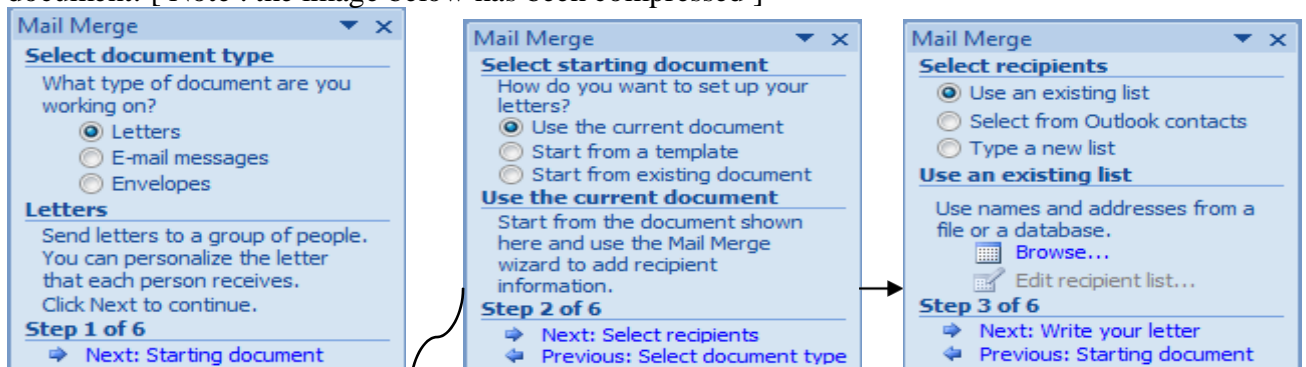 document? [ Note : the image below has been compressed ]
Mail Merge
Select document type
What type of document are you
working on?
Letters
E-mail messages
Envelopes
Letters
Send letters to a group of people.
You can personalize the letter
that each person receives.
Click Next to continue.
Step 1 of 6
Next: Starting document
Mail Merge
Select starting document
How do you want to set up your
letters?
Use the current document
Start from a template
Start from existing document
Use the current document
Start from the document shown
here and use the Mail Merge
wizard to add recipient
information.
Step 2 of 6
Next: Select recipients
Previous: Select document type
Mail Merge
Select recipients
Use an existing list
Select from Outlook contacts
Type a new list
Use an existing list
Use names and addresses from a
file or a database.
Browse...
Edit recipient list...
Step 3 of 6
Next: Write your letter
Previous: Starting document